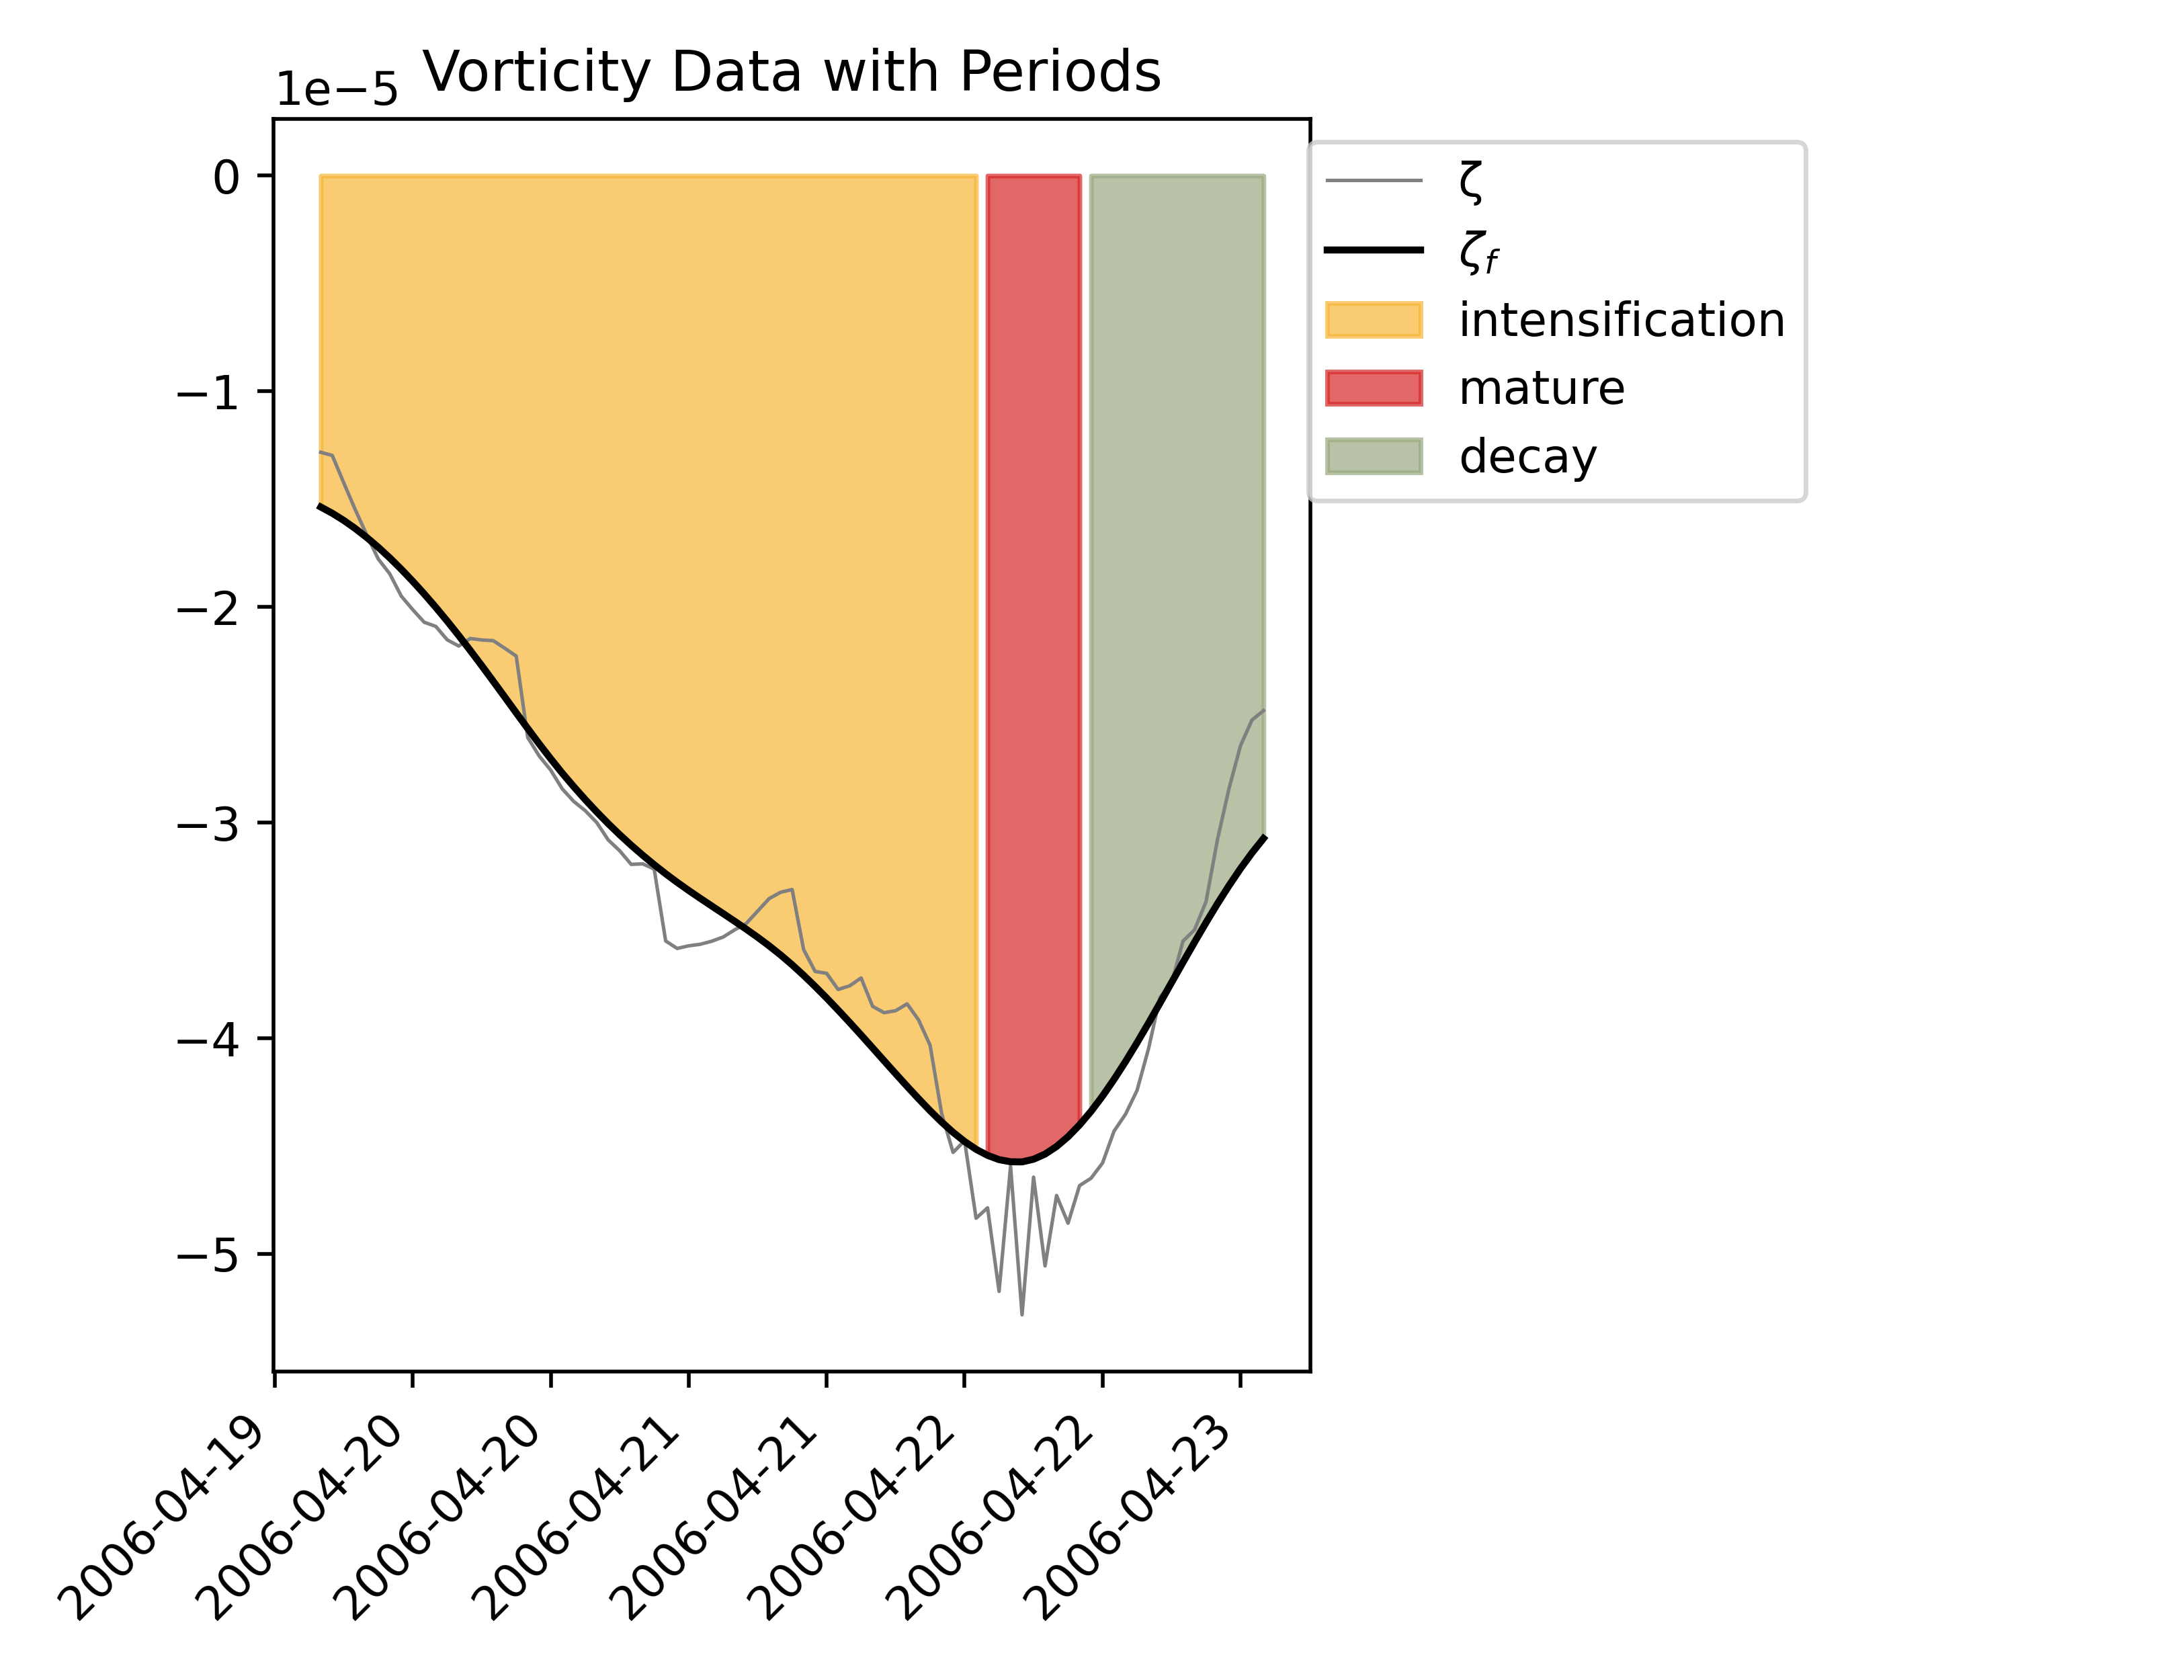 Vorticity Data with Periods
1e−5
0
−1
−2
−3
−4
−5
ζ
ζf
intensification
mature
decay
2006-04-19
2006-04-20
2006-04-20
2006-04-21
2006-04-21
2006-04-22
2006-04-22
2006-04-23